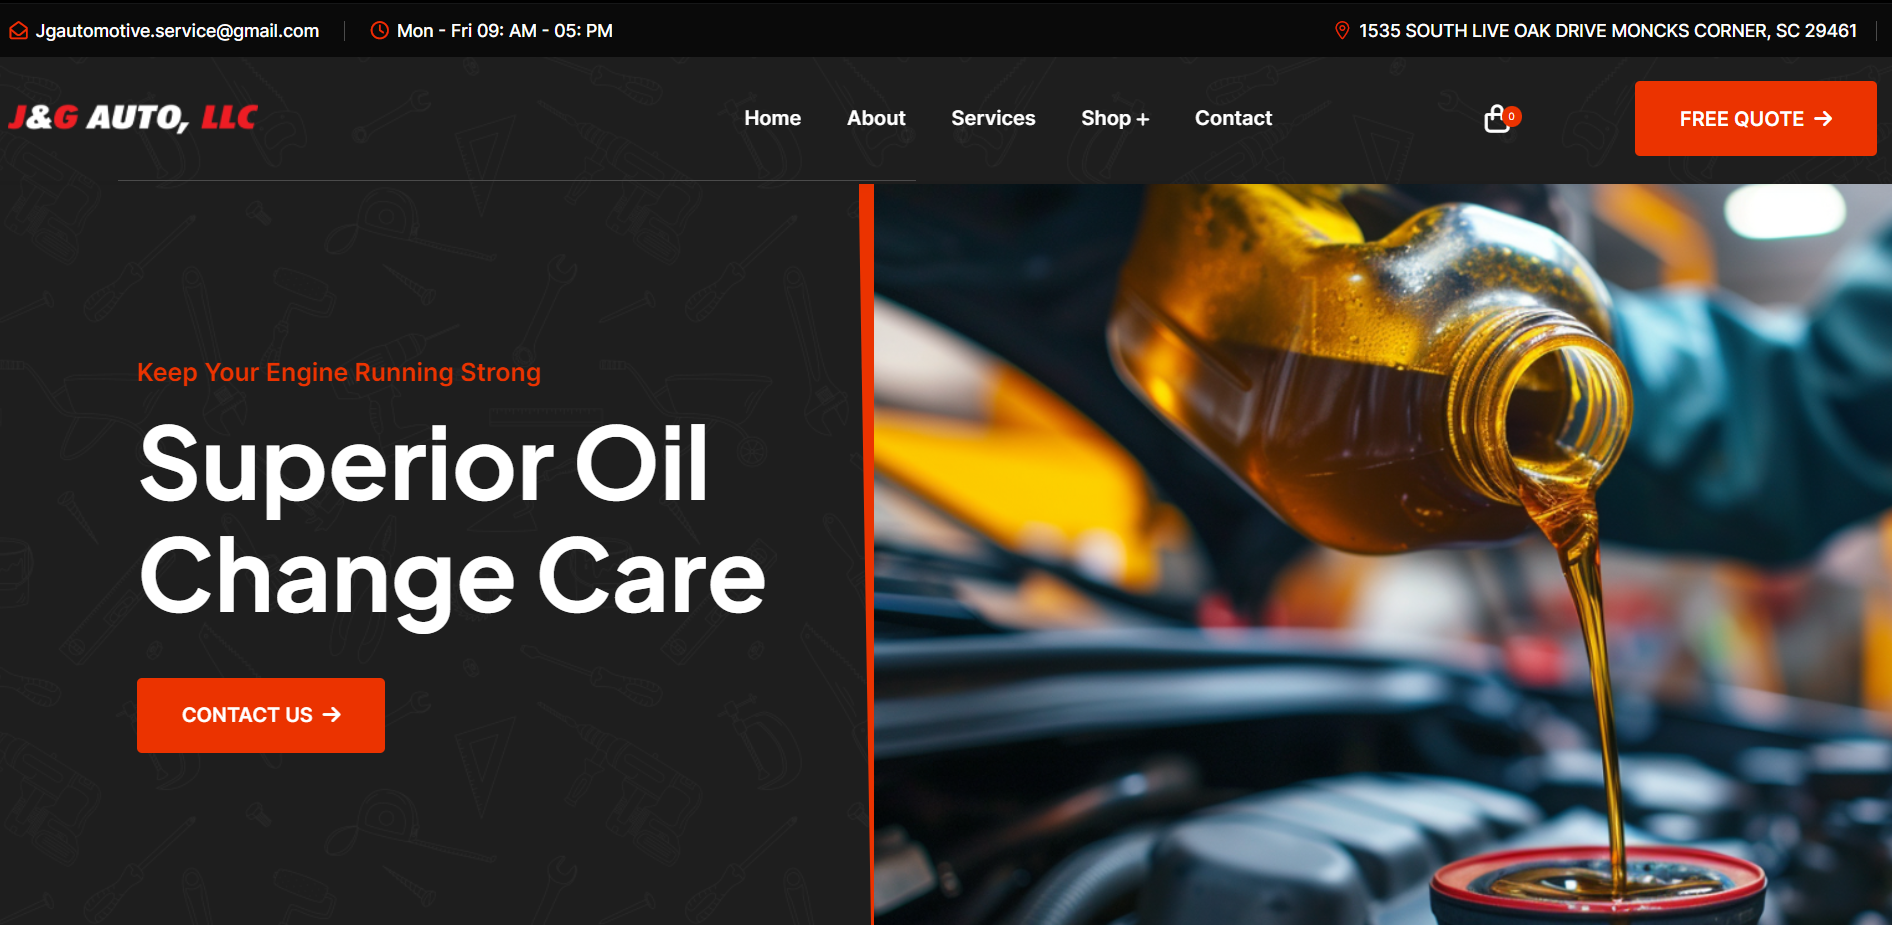 Jgautomotive.service@gmail.com
Mon - Fri 09: AM - 05: PM
1535 SOUTH LIVE OAK DRIVE MONCKS CORNER, SC 29461
J&G AUTO, LLC
Home
About
Services
Shop +
Contact
0
FREE QUOTE →
Keep Your Engine Running Strong
Superior Oil
Change Care
CONTACT US →